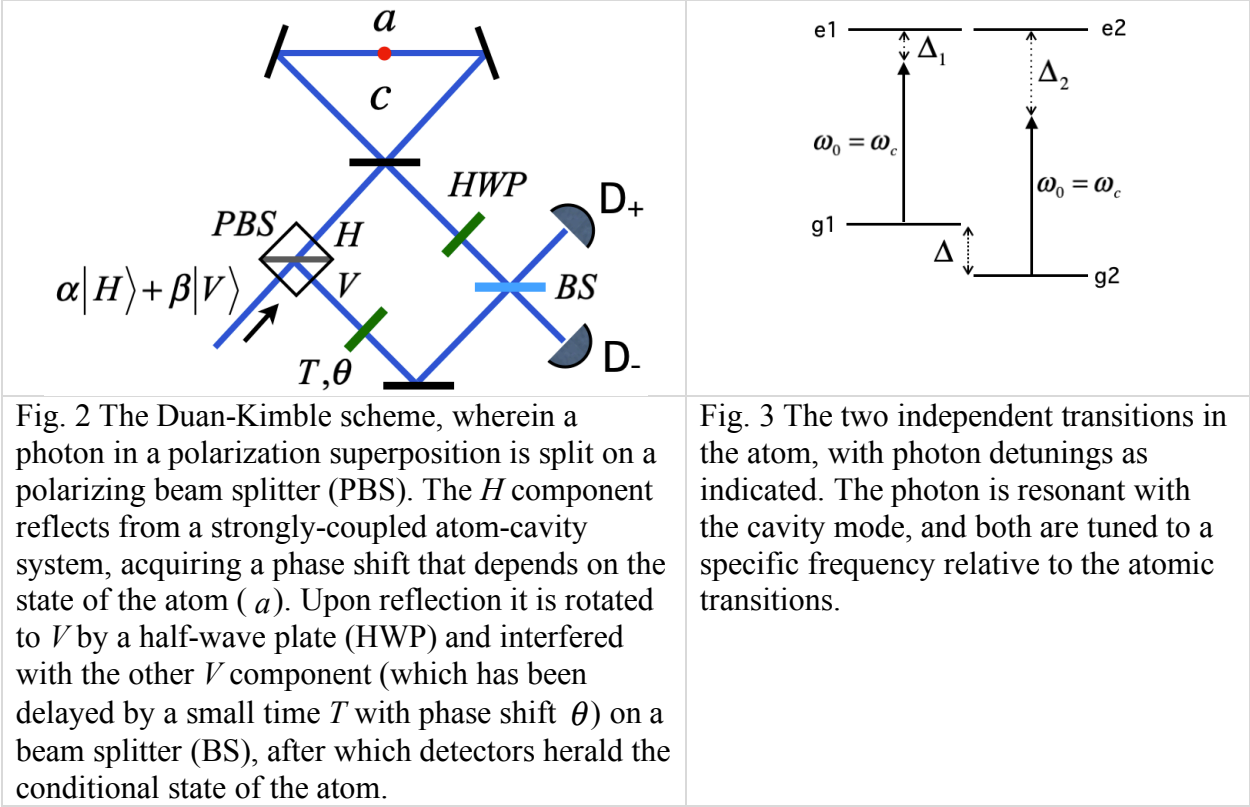 a
c
HWP
D+
PBS
H
α|H⟩+β|V⟩
V
BS
T,θ
D-
e1
e2
Δ₁
Δ₂
ω₀ = ω_c
ω₀ = ω_c
g1
Δ
g2
Fig. 2 The Duan-Kimble scheme, wherein a
photon in a polarization superposition is split on a
polarizing beam splitter (PBS). The H component
reflects from a strongly-coupled atom-cavity
system, acquiring a phase shift that depends on the
state of the atom ( a). Upon reflection it is rotated
to V by a half-wave plate (HWP) and interfered
with the other V component (which has been
delayed by a small time T with phase shift θ) on a
beam splitter (BS), after which detectors herald the
conditional state of the atom.
Fig. 3 The two independent transitions in
the atom, with photon detunings as
indicated. The photon is resonant with
the cavity mode, and both are tuned to a
specific frequency relative to the atomic
transitions.